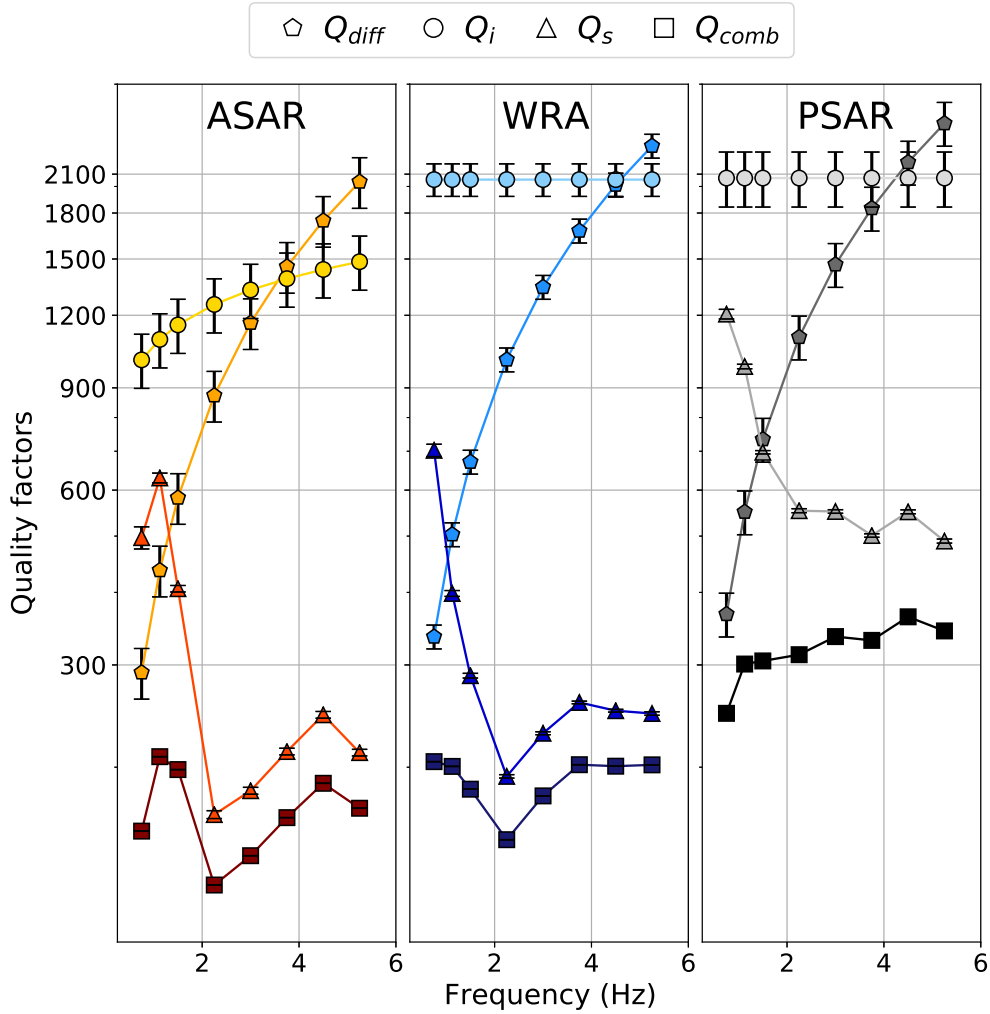 Q_diff Q_i Q_s Q_comb
ASAR WRA PSAR
2100
1800
1500
1200
900
600
300
Quality factors
2 4 6 2 4 6 2 4 6
Frequency (Hz)